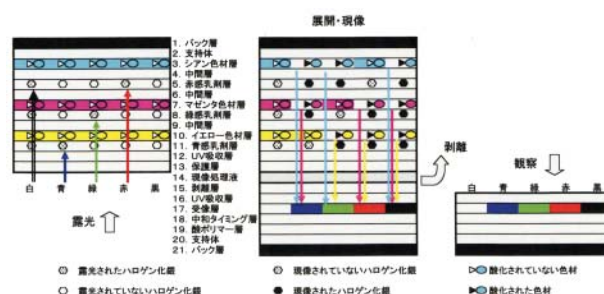 展開・現像
1. バック層
2. 支持体
3. シアン色材層
4. 中間層
5. 赤感乳剤層
6. 中間層
7. マゼンタ色材層
8. 緑感乳剤層
9. 中間層
10. イエロー色材層
11. 青感乳剤層
12. UV吸収層
13. 保護層
14. 現像処理液
15. 剥離層
16. UV吸収層
17. 受像層
18. 中和タイミング層
19. 酸ポリマー層
20. 支持体
21. バック層
白 青 緑 赤 黒
露光
剥離
観察
白 青 緑 赤 黒
露光されたハロゲン化銀
露光されていないハロゲン化銀
現像されていないハロゲン化銀
現像されたハロゲン化銀
酸化されていない色材
酸化された色材